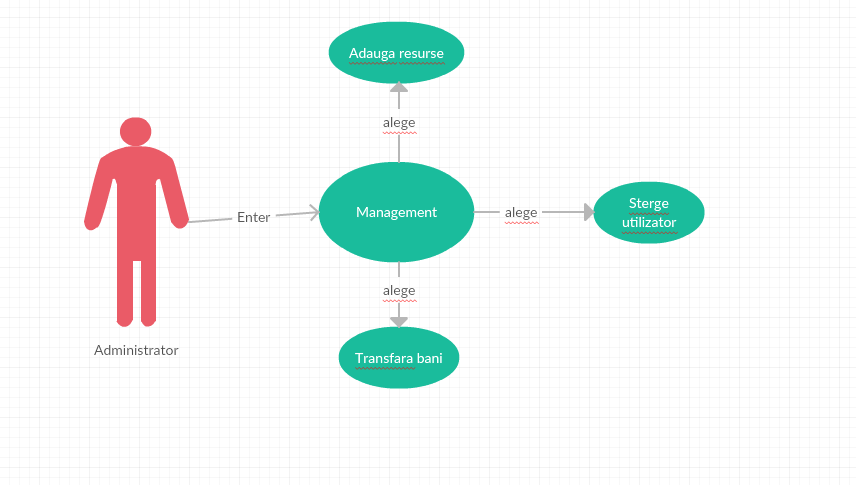 Adauga resurse
alege
Enter
Management
alege
Sterge
utilizator
alege
Transfara bani
Administrator